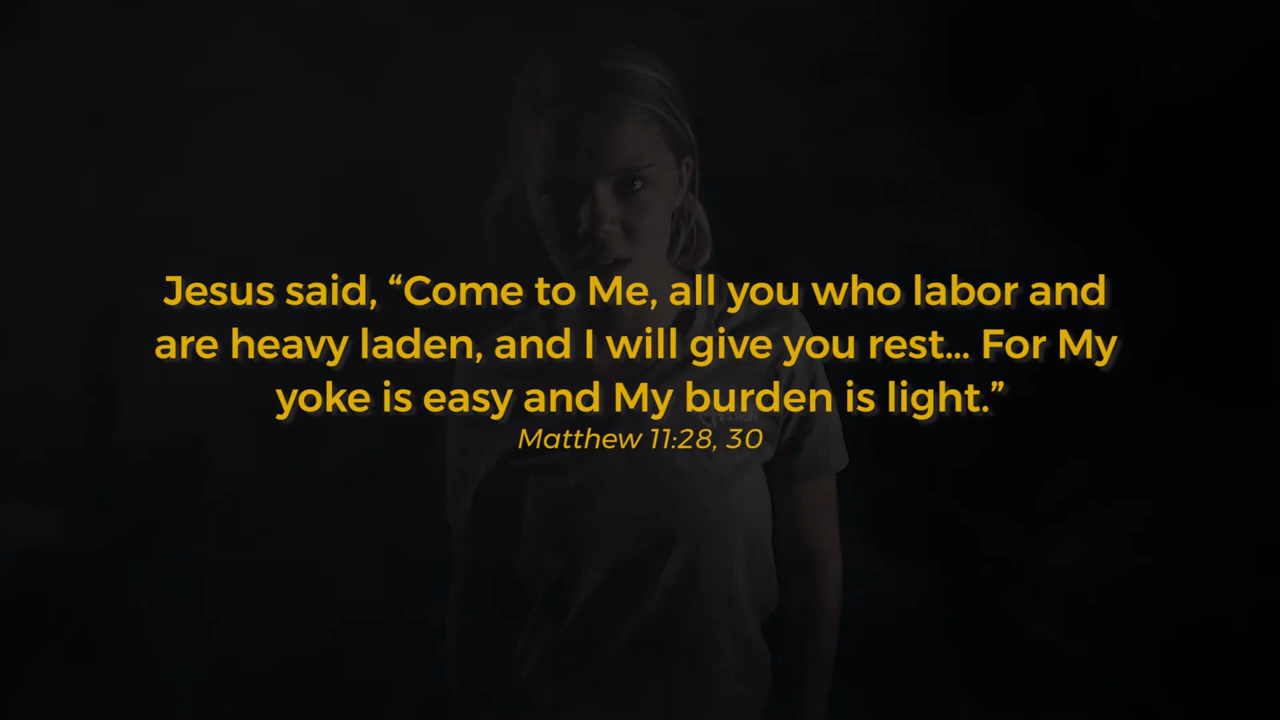 Jesus said, “Come to Me, all you who labor and
are heavy laden, and I will give you rest... For My
yoke is easy and My burden is light.”
Matthew 11:28, 30